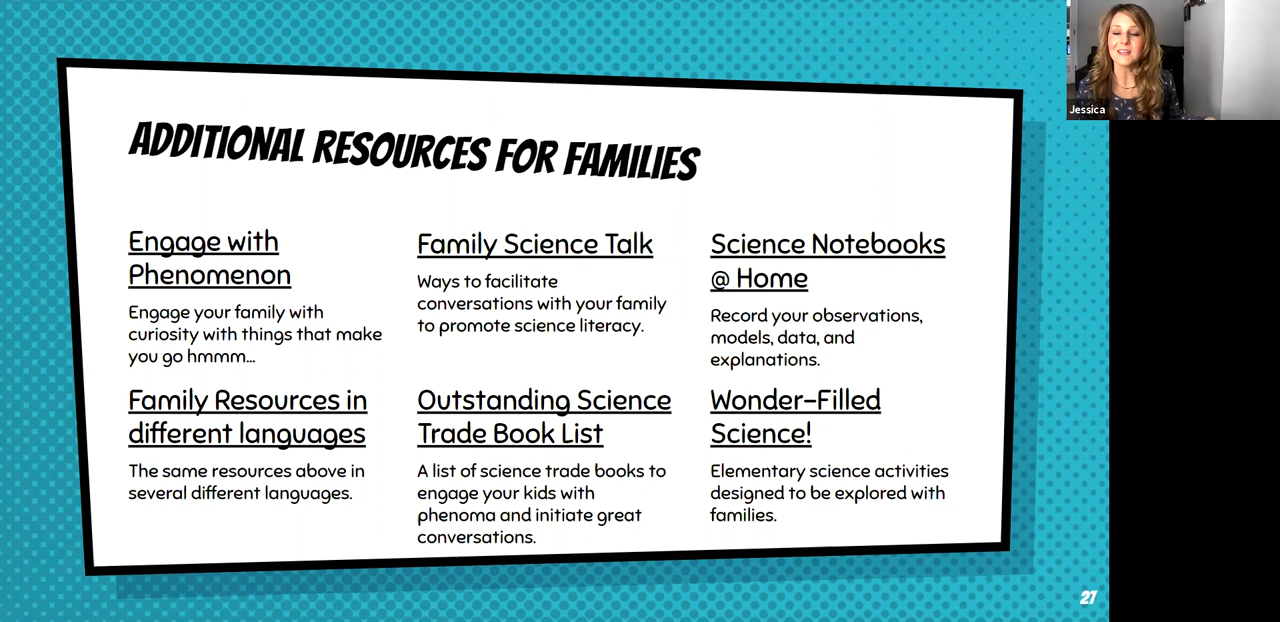 ADDITIONAL RESOURCES FOR FAMILIES
Engage with
Phenomenon
Engage your family with
curiosity with things that make
you go hmmm...
Family Science Talk
Ways to facilitate
conversations with your family
to promote science literacy.
Science Notebooks
@ Home
Record your observations,
models, data, and
explanations.
Family Resources in
different languages
The same resources above in
several different languages.
Outstanding Science
Trade Book List
A list of science trade books to
engage your kids with
phenoma and initiate great
conversations.
Wonder-Filled
Science!
Elementary science activities
designed to be explored with
families.
27
Jessica